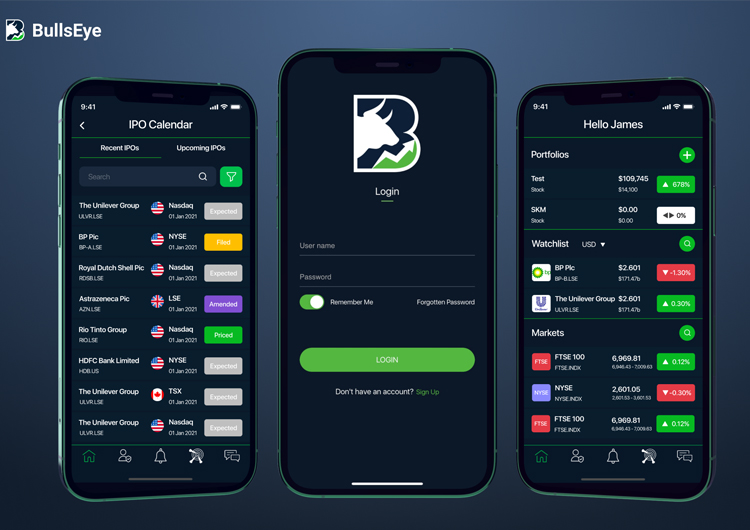 BullsEye
9:41
IPO Calendar
Recent IPOs Upcoming IPOs
Search
The Unilever Group Nasdaq Expected
ULVR.LSE 01 Jan 2021
BP Plc NYSE Filed
BP-A.LSE 01 Jan 2021
Royal Dutch Shell Plc Nasdaq Expected
RDSB.LSE 01 Jan 2021
Astrazeneca Plc LSE Amended
AZN.LSE 01 Jan 2021
Rio Tinto Group Nasdaq Priced
RIO.LSE 01 Jan 2021
HDFC Bank Limited NYSE Expected
HDB.US 01 Jan 2021
The Unilever Group TSX Expected
ULVR.LSE 01 Jan 2021
The Unilever Group Nasdaq Expected
ULVR.LSE 01 Jan 2021
B
Login
User name
Password
Remember Me Forgotten Password
LOGIN
Don't have an account? Sign Up
9:41
Hello James
Portfolios
Test $109,745 678%
Stock $14,100
SKM $0.00 0%
Stock $0.00
Watchlist USD
bp BP Plc $2.601 -1.30%
BP-B.LSE $171.47b
Unilever The Unilever Group $2.601 0.30%
ULVR.LSE $171.47b
Markets
FTSE FTSE 100 6,969.81 0.12%
FTSE.INDX 6,946.43 - 7,009.63
NYSE NYSE 2,601.05 -0.30%
NYSE.INDX 2,601.53 - 3,601.53
FTSE FTSE 100 6,969.81 0.12%
FTSE.INDX 6,946.43 - 7,009.63